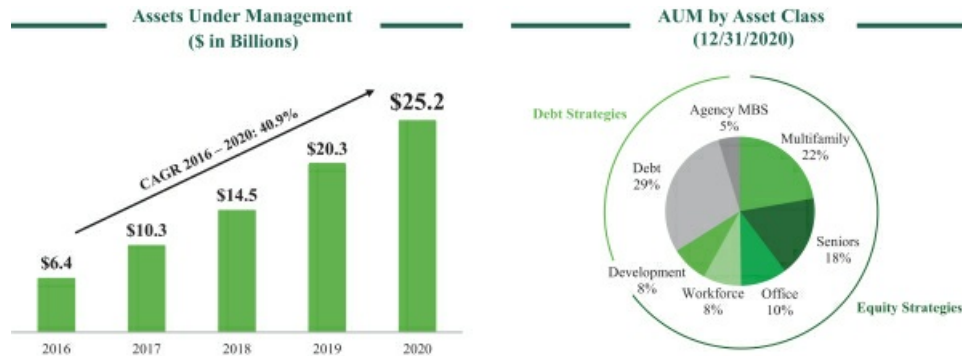 Assets Under Management
($ in Billions)
CAGR 2016 – 2020: 40.9%
$6.4
$10.3
$14.5
$20.3
$25.2
2016
2017
2018
2019
2020
AUM by Asset Class
(12/31/2020)
Debt Strategies
Agency MBS
5%
Multifamily
22%
Debt
29%
Seniors
18%
Development
8%
Workforce
8%
Office
10%
Equity Strategies